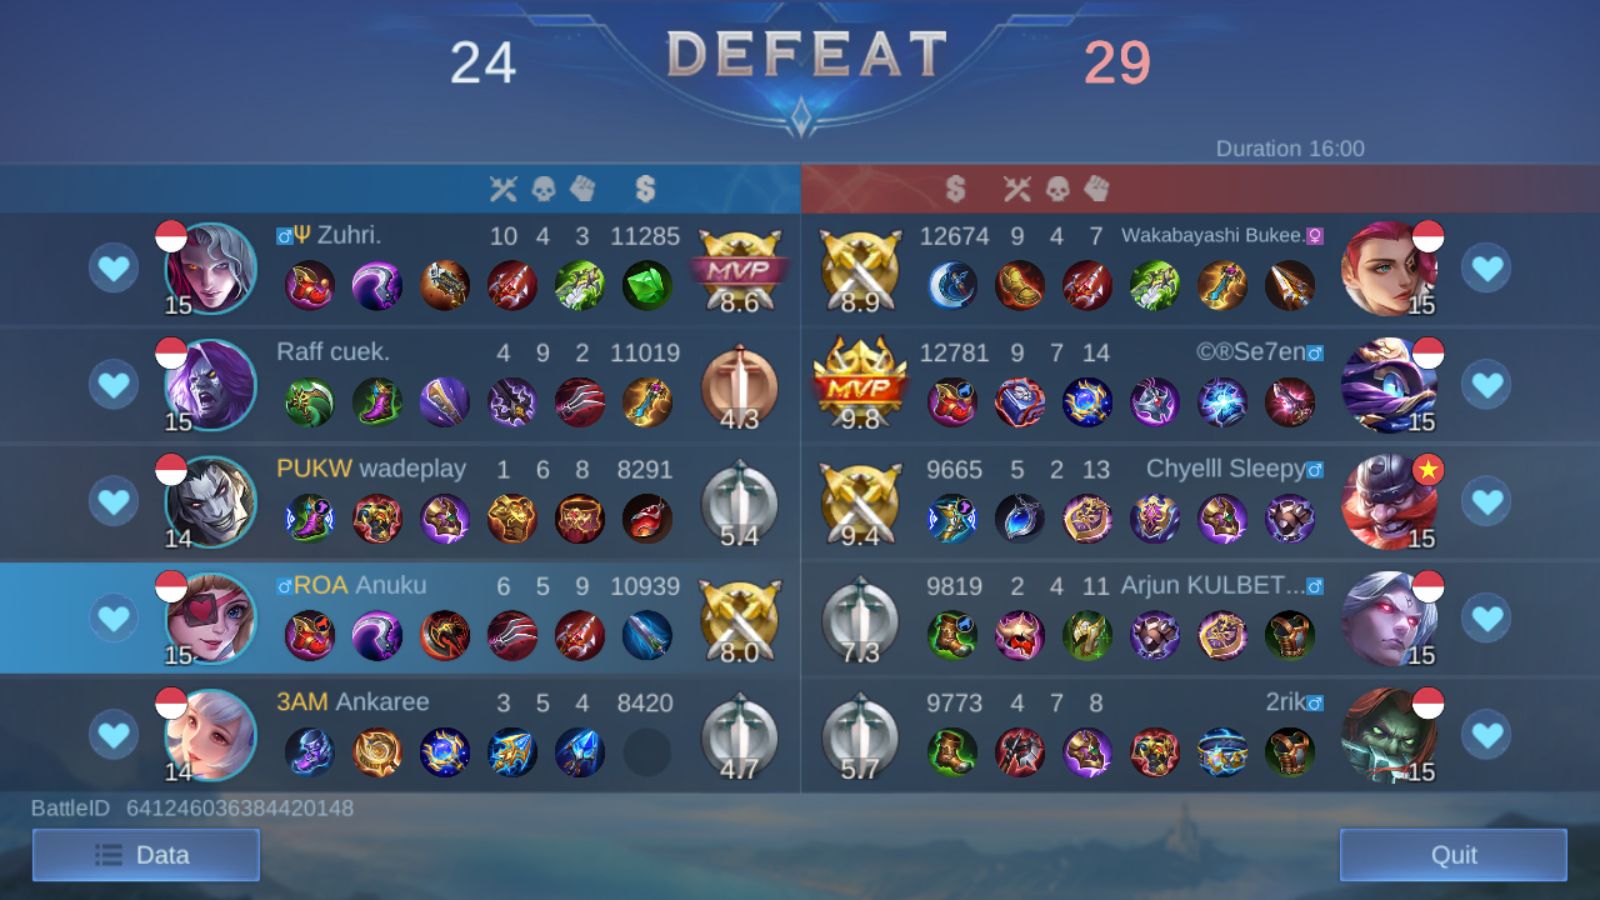 24 DEFEAT 29
Duration 16:00
♂Ψ Zuhri. 10 4 3 11285
15 MVP 8.6
12674 9 4 7 Wakabayashi Bukee.♀
8.9 15
Raff cuek. 4 9 2 11019
15 4.3
12781 9 7 14 ©®Se7en♂
MVP 9.8 15
PUKW wadeplay 1 6 8 8291
14 5.4
9665 5 2 13 Chyelll Sleepy♂
9.4 15
♂ROA Anuku 6 5 9 10939
15 8.0
9819 2 4 11 Arjun KULBET...♂
7.3 15
3AM Ankaree 3 5 4 8420
14 4.7
9773 4 7 8 2rik♂
5.7 15
BattleID 641246036384420148
Data
Quit